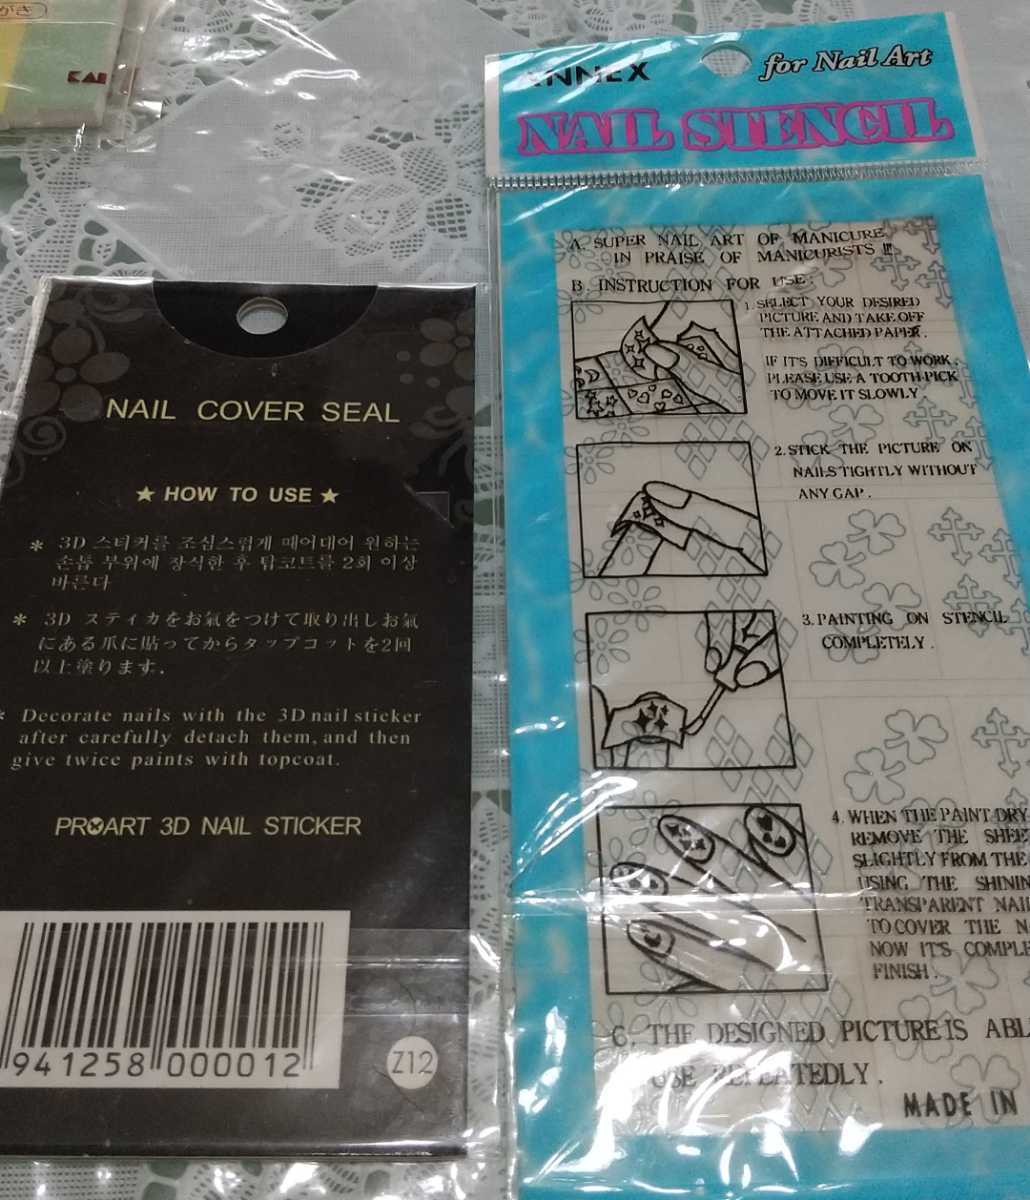 がき
KAI
NAIL COVER SEAL
★ HOW TO USE ★
* 3D 스티커를 조심스럽게 떼어대어 원하는
손톱 부위에 장식한 후 탑코트를 2회 이상
바른다
* 3D スティカをお氣をつけて取り出しお氣
にある爪に貼ってからタップコットを2回
以上塗ります.
* Decorate nails with the 3D nail sticker
after carefully detach them, and then
give twice paints with topcoat.
PROART 3D NAIL STICKER
941258 000012
Z12
ANNEX
for Nail Art
NAIL STENCIL
A. SUPER NAIL ART OF MANICURE
IN PRAISE OF MANICURISTS !!!
B INSTRUCTION FOR USE:
1. SELECT YOUR DESIRED
PICTURE AND TAKE OFF
THE ATTACHED PAPER.
IF IT'S DIFFICULT TO WORK,
PLEASE USE A TOOTH-PICK
TO MOVE IT SLOWLY
2. STICK THE PICTURE ON
NAILS TIGHTLY WITHOUT
ANY GAP.
3. PAINTING ON STENCIL
COMPLETELY.
4. WHEN THE PAINT DRY
REMOVE THE SHEE
SLIGHTLY FROM THE
USING THE SHININ
TRANSPARENT NAIL
TO COVER THE N
NOW IT'S COMPLE
FINISH.
C. THE DESIGNED PICTURE IS ABL
USE REPEATEDLY.
MADE IN